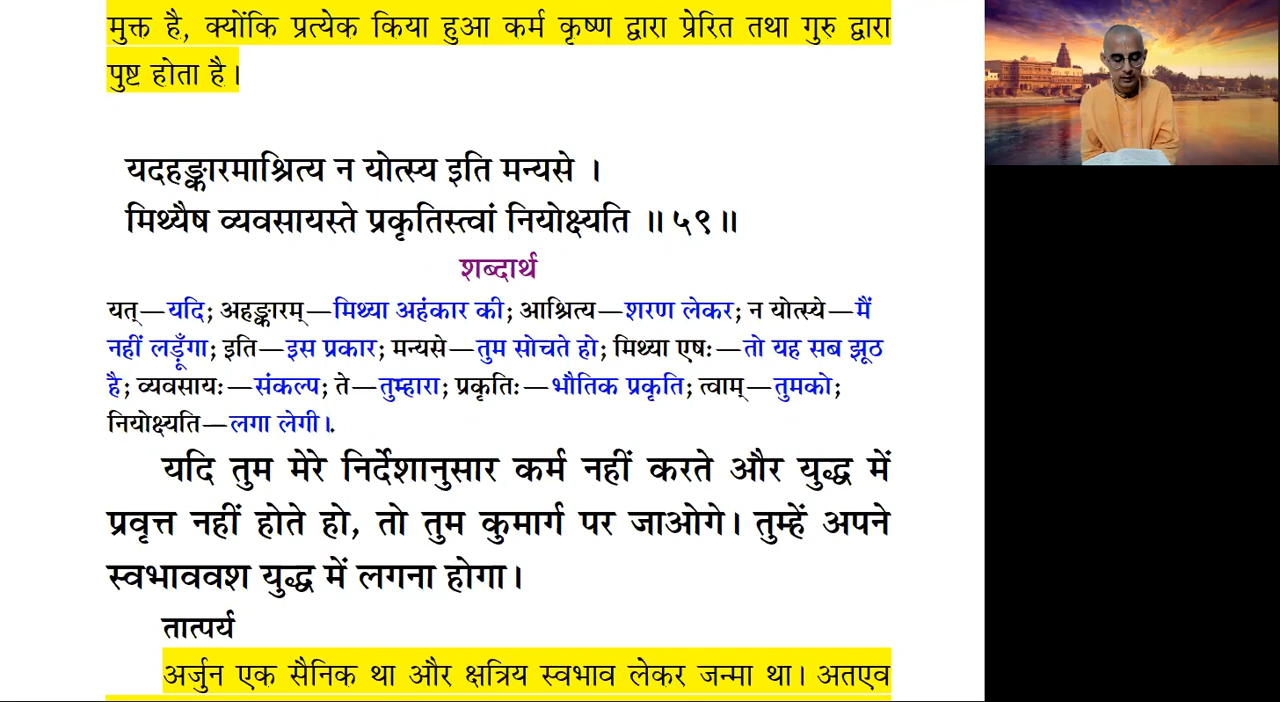 मुक्त है, क्योंकि प्रत्येक किया हुआ कर्म कृष्ण द्वारा प्रेरित तथा गुरु द्वारा
पुष्ट होता है।
यदहङ्कारमाश्रित्य न योत्स्य इति मन्यसे ।
मिथ्यैष व्यवसायस्ते प्रकृतिस्त्वां नियोक्ष्यति ॥ ५९ ॥
शब्दार्थ
यत्—यदि; अहङ्कारम्—मिथ्या अहंकार की; आश्रित्य—शरण लेकर; न योत्स्ये—मैं
नहीं लड़ूँगा; इति—इस प्रकार; मन्यसे—तुम सोचते हो; मिथ्या एषः—तो यह सब झूठ
है; व्यवसायः—संकल्प; ते—तुम्हारा; प्रकृतिः—भौतिक प्रकृति; त्वाम्—तुमको;
नियोक्ष्यति—लगा लेगी।.
यदि तुम मेरे निर्देशानुसार कर्म नहीं करते और युद्ध में
प्रवृत्त नहीं होते हो, तो तुम कुमार्ग पर जाओगे। तुम्हें अपने
स्वभाववश युद्ध में लगना होगा।
तात्पर्य
अर्जुन एक सैनिक था और क्षत्रिय स्वभाव लेकर जन्मा था। अतएव